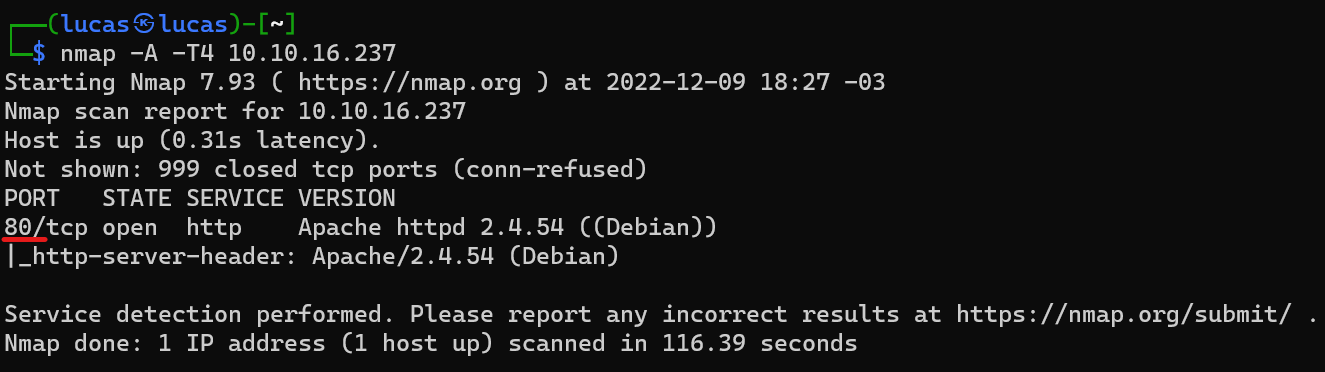 ┌──(lucas㉿lucas)-[~]
└─$ nmap -A -T4 10.10.16.237
Starting Nmap 7.93 ( https://nmap.org ) at 2022-12-09 18:27 -03
Nmap scan report for 10.10.16.237
Host is up (0.31s latency).
Not shown: 999 closed tcp ports (conn-refused)
PORT   STATE SERVICE VERSION
80/tcp open  http    Apache httpd 2.4.54 ((Debian))
|_http-server-header: Apache/2.4.54 (Debian)

Service detection performed. Please report any incorrect results at https://nmap.org/submit/ .
Nmap done: 1 IP address (1 host up) scanned in 116.39 seconds